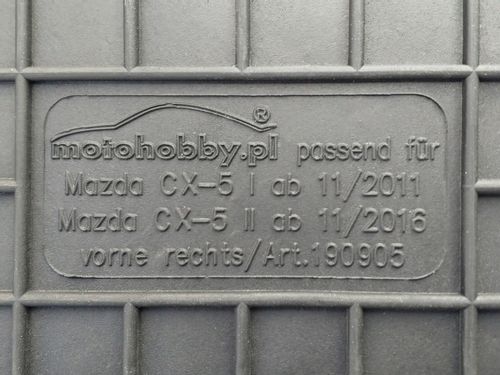 ®
motohobby.pl passend für
Mazda CX-5 I ab 11/2011
Mazda CX-5 II ab 11/2016
vorne rechts/Art.190905